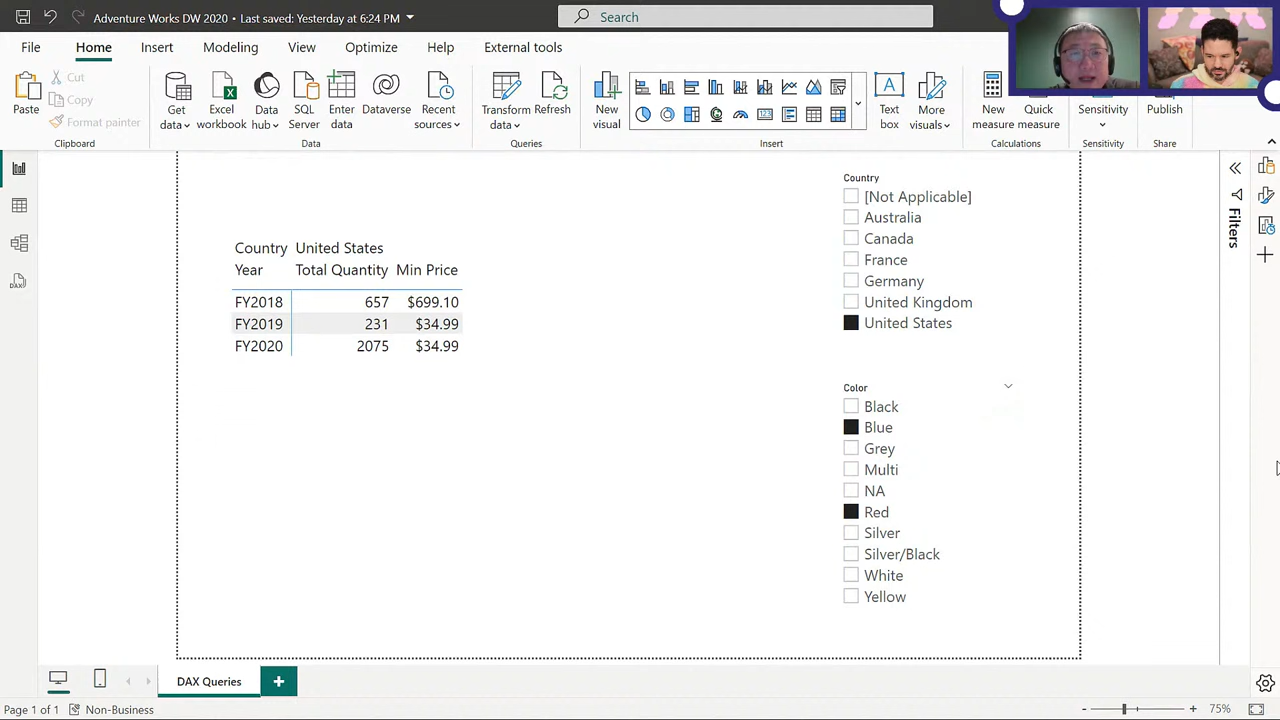 Adventure Works DW 2020 • Last saved: Yesterday at 6:24 PM
Search
File Home Insert Modeling View Optimize Help External tools
Paste
Cut
Copy
Format painter
Clipboard
Get data
Excel workbook
Data hub
SQL Server
Enter data
Dataverse
Recent sources
Data
Transform data
Refresh
Queries
New visual
Text box
More visuals
Insert
New measure
Quick measure
Calculations
Sensitivity
Sensitivity
Publish
Share
Country United States
Year Total Quantity Min Price
FY2018 657 $699.10
FY2019 231 $34.99
FY2020 2075 $34.99
Country
[Not Applicable]
Australia
Canada
France
Germany
United Kingdom
United States
Color
Black
Blue
Grey
Multi
NA
Red
Silver
Silver/Black
White
Yellow
Filters
DAX Queries
Page 1 of 1 Non-Business
- + 75%